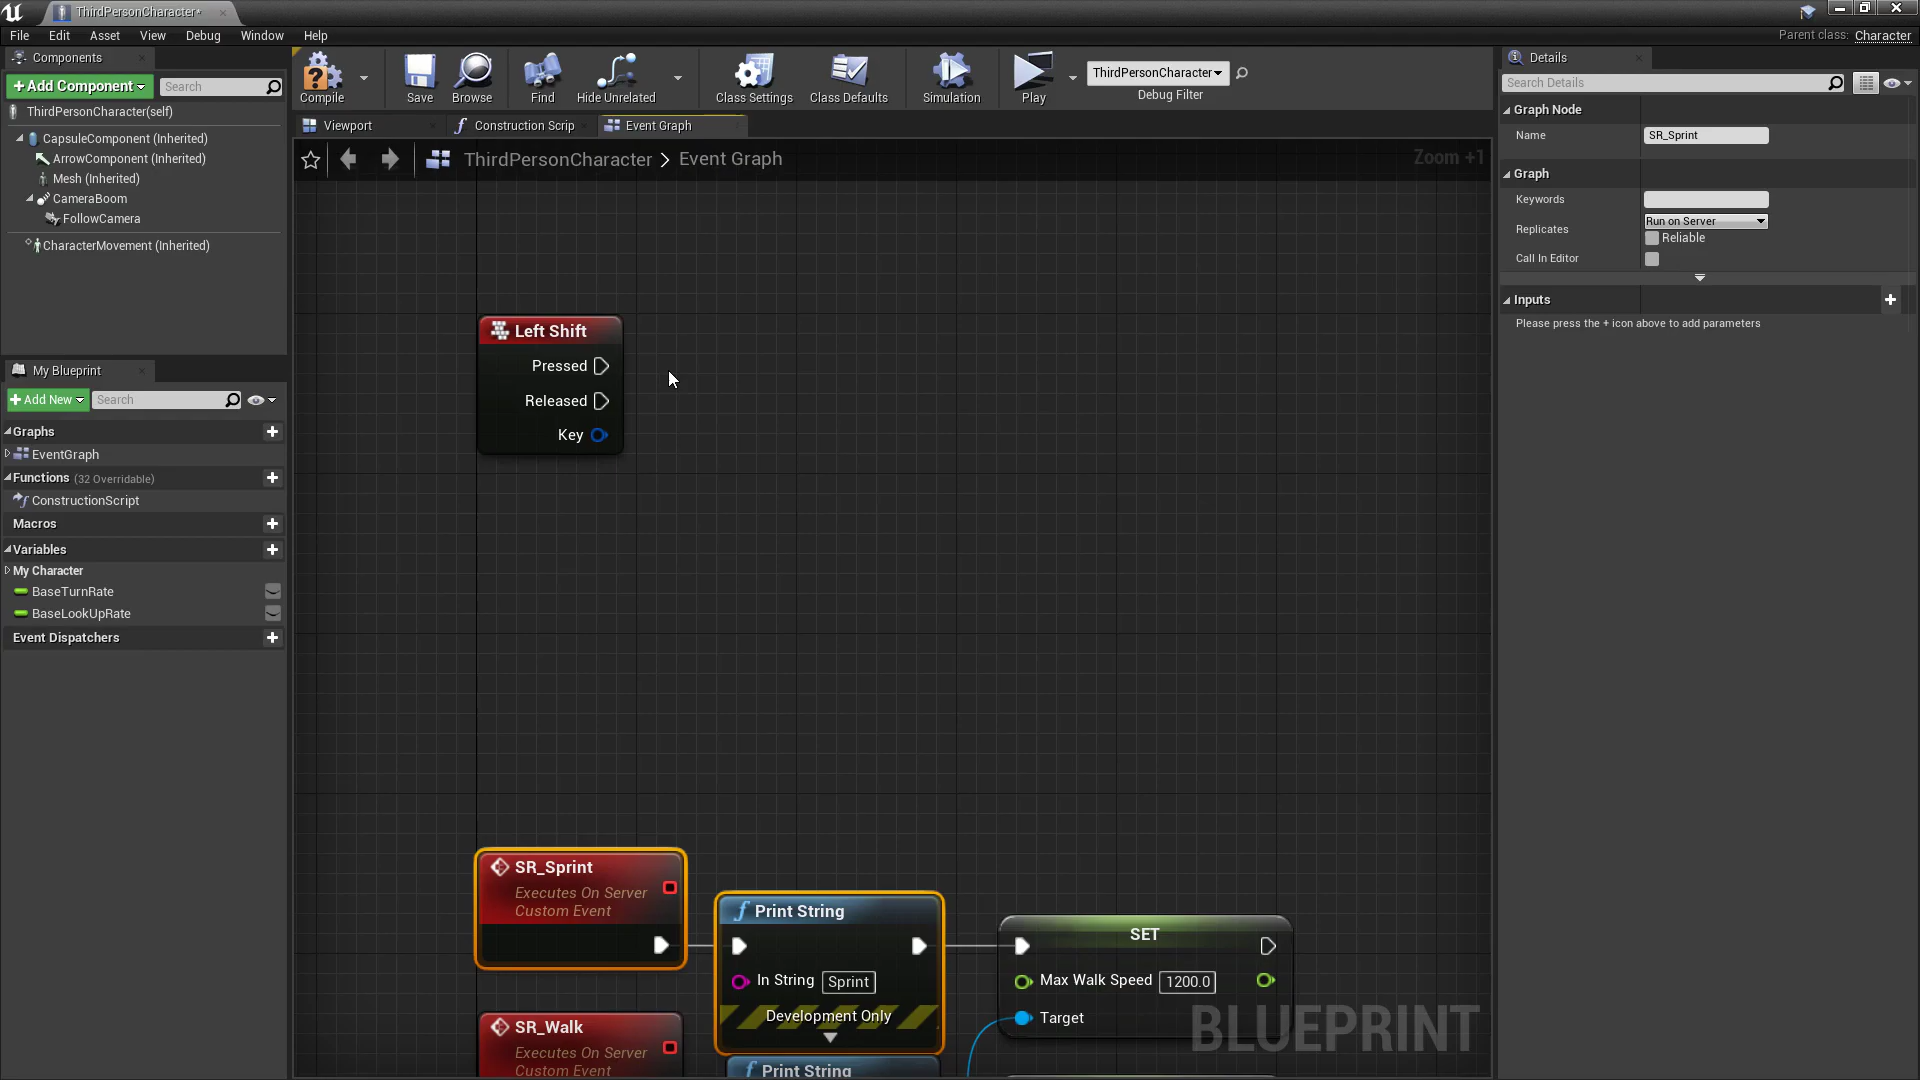 ThirdPersonCharacter*
File Edit Asset View Debug Window Help
Parent class: Character
Components
+Add Component
Search
ThirdPersonCharacter(self)
CapsuleComponent (Inherited)
ArrowComponent (Inherited)
Mesh (Inherited)
CameraBoom
FollowCamera
CharacterMovement (Inherited)
My Blueprint
+Add New
Search
Graphs
EventGraph
Functions (32 Overridable)
ConstructionScript
Macros
Variables
My Character
BaseTurnRate
BaseLookUpRate
Event Dispatchers
Compile
Save
Browse
Find
Hide Unrelated
Class Settings
Class Defaults
Simulation
Play
ThirdPersonCharacter
Debug Filter
Viewport
Construction Scrip
Event Graph
ThirdPersonCharacter > Event Graph
Zoom +1
Left Shift
Pressed
Released
Key
SR_Sprint
Executes On Server
Custom Event
Print String
In String Sprint
Development Only
SET
Max Walk Speed 1200.0
Target
SR_Walk
Executes On Server
Custom Event
Print String
BLUEPRINT
Details
Search Details
Graph Node
Name SR_Sprint
Graph
Keywords
Replicates Run on Server
Reliable
Call In Editor
Inputs
Please press the + icon above to add parameters